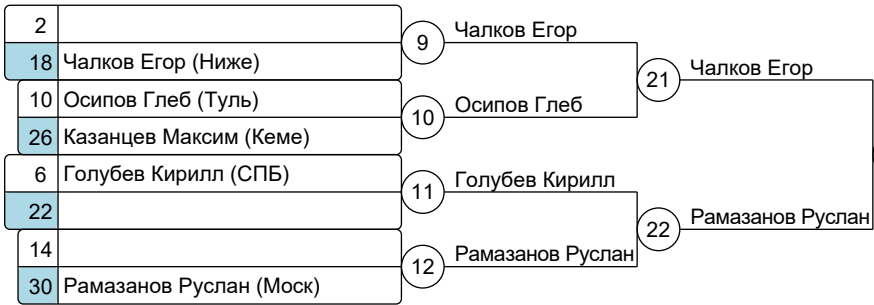 2
18 Чалков Егор (Ниже)
10 Осипов Глеб (Туль)
26 Казанцев Максим (Кеме)
6 Голубев Кирилл (СПБ)
22
14
30 Рамазанов Руслан (Моск)
9 Чалков Егор
10 Осипов Глеб
11 Голубев Кирилл
12 Рамазанов Руслан
21 Чалков Егор
22 Рамазанов Руслан